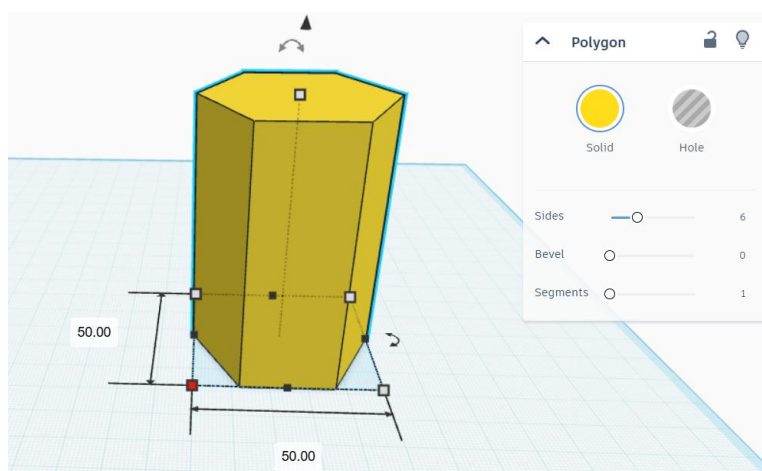 Polygon
Solid
Hole
Sides 6
Bevel 0
Segments 1
50.00
50.00